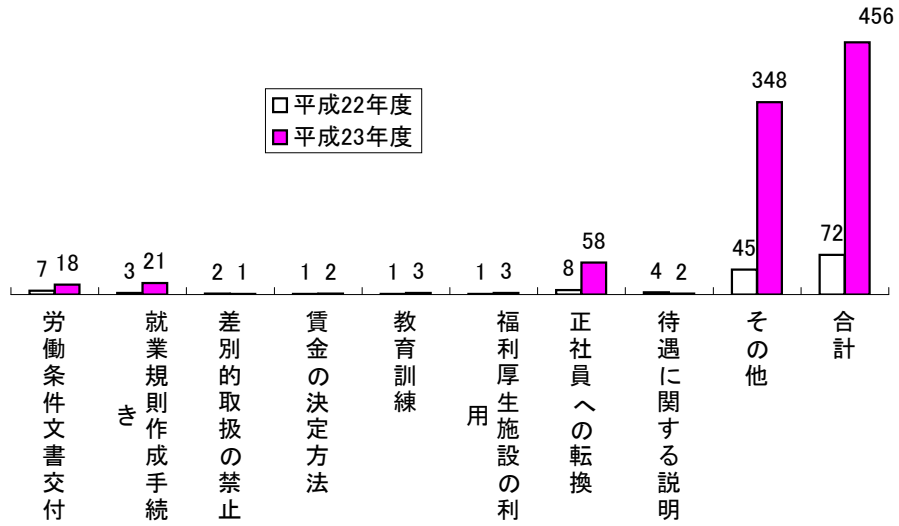 456
348
平成22年度
平成23年度
7 18
3 21
2 1
1 2
1 3
1 3
8 58
4 2
45
72
労働条件文書交付
就業規則作成手続
き
差別的取扱の禁止
賃金の決定方法
教育訓練
福利厚生施設の利
用
正社員への転換
待遇に関する説明
その他
合計